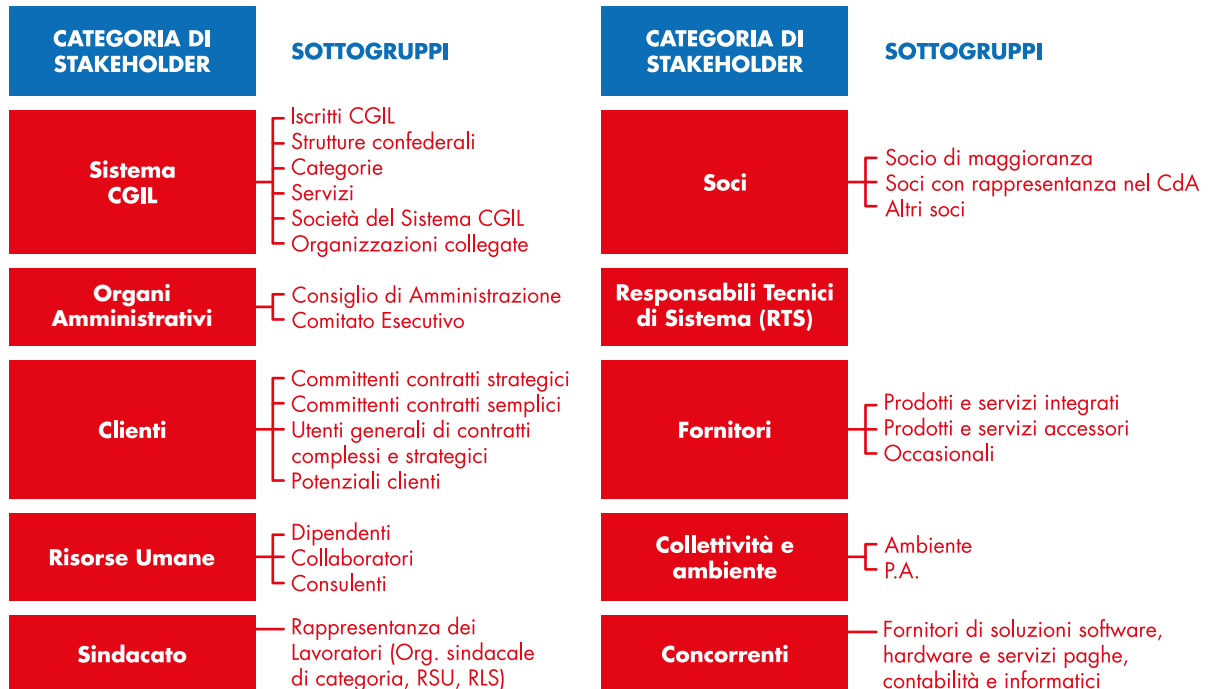 CATEGORIA DI
STAKEHOLDER
SOTTOGRUPPI
Sistema
CGIL
Iscritti CGIL
Strutture confederali
Categorie
Servizi
Società del Sistema CGIL
Organizzazioni collegate
Organi
Amministrativi
Consiglio di Amministrazione
Comitato Esecutivo
Clienti
Committenti contratti strategici
Committenti contratti semplici
Utenti generali di contratti
complessi e strategici
Potenziali clienti
Risorse Umane
Dipendenti
Collaboratori
Consulenti
Sindacato
Rappresentanza dei
Lavoratori (Org. sindacale
di categoria, RSU, RLS)
CATEGORIA DI
STAKEHOLDER
SOTTOGRUPPI
Soci
Socio di maggioranza
Soci con rappresentanza nel CdA
Altri soci
Responsabili Tecnici
di Sistema (RTS)
Fornitori
Prodotti e servizi integrati
Prodotti e servizi accessori
Occasionali
Collettività e
ambiente
Ambiente
P.A.
Concorrenti
Fornitori di soluzioni software,
hardware e servizi paghe,
contabilità e informatici